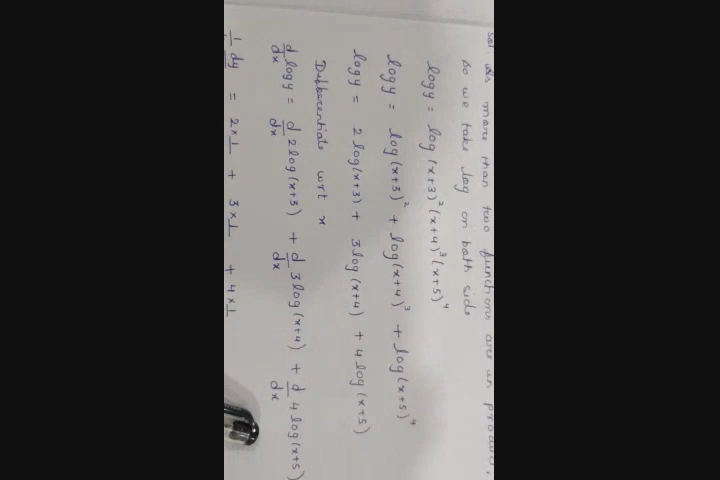 more than two functions are in product,
so we take log on both side
log y = log (x+3)² (x+4)³ (x+5)⁴
log y = log(x+3)² + log(x+4)³ + log(x+5)⁴
log y = 2 log(x+3) + 3 log(x+4) + 4 log(x+5)
Differentiate wrt x
d/dx log y = d/dx 2 log(x+3) + d/dx 3 log(x+4) + d/dx 4 log(x+5)
1 dy = 2×1 + 3×1 + 4×1